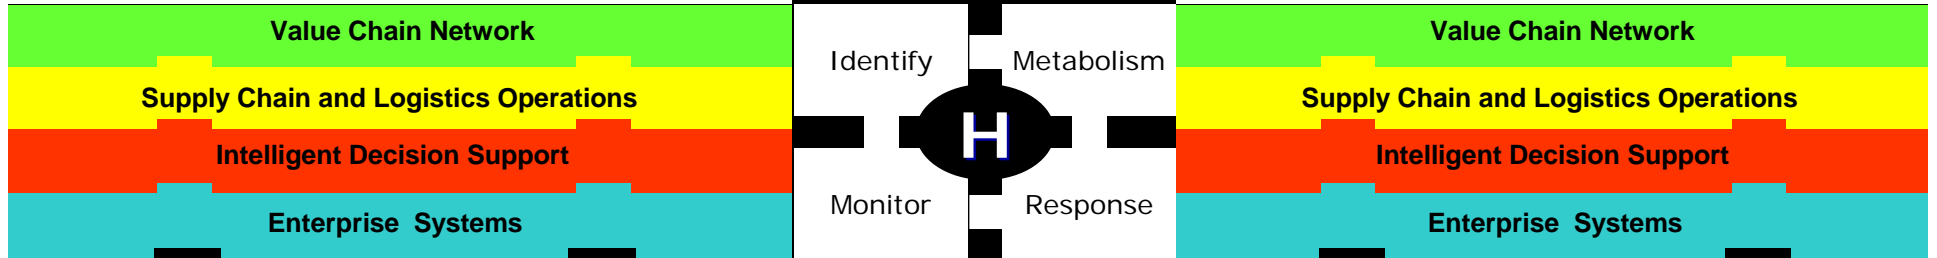 Value Chain Network
Supply Chain and Logistics Operations
Intelligent Decision Support
Enterprise Systems
Identify
Metabolism
H
Monitor
Response
Value Chain Network
Supply Chain and Logistics Operations
Intelligent Decision Support
Enterprise Systems